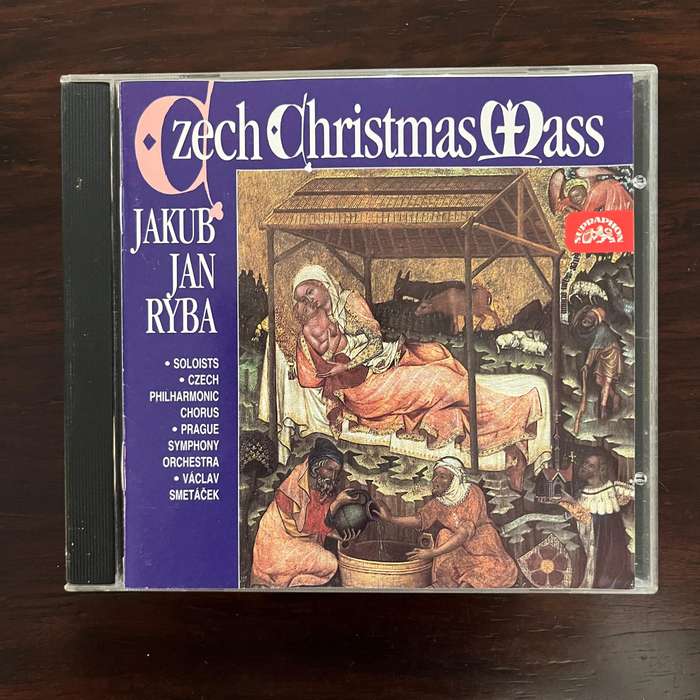 Czech Christmas Mass
JAKUB
JAN
RYBA
SUPRAPHON
• SOLOISTS
• CZECH
PHILHARMONIC
CHORUS
• PRAGUE
SYMPHONY
ORCHESTRA
• VÁCLAV
SMETÁČEK